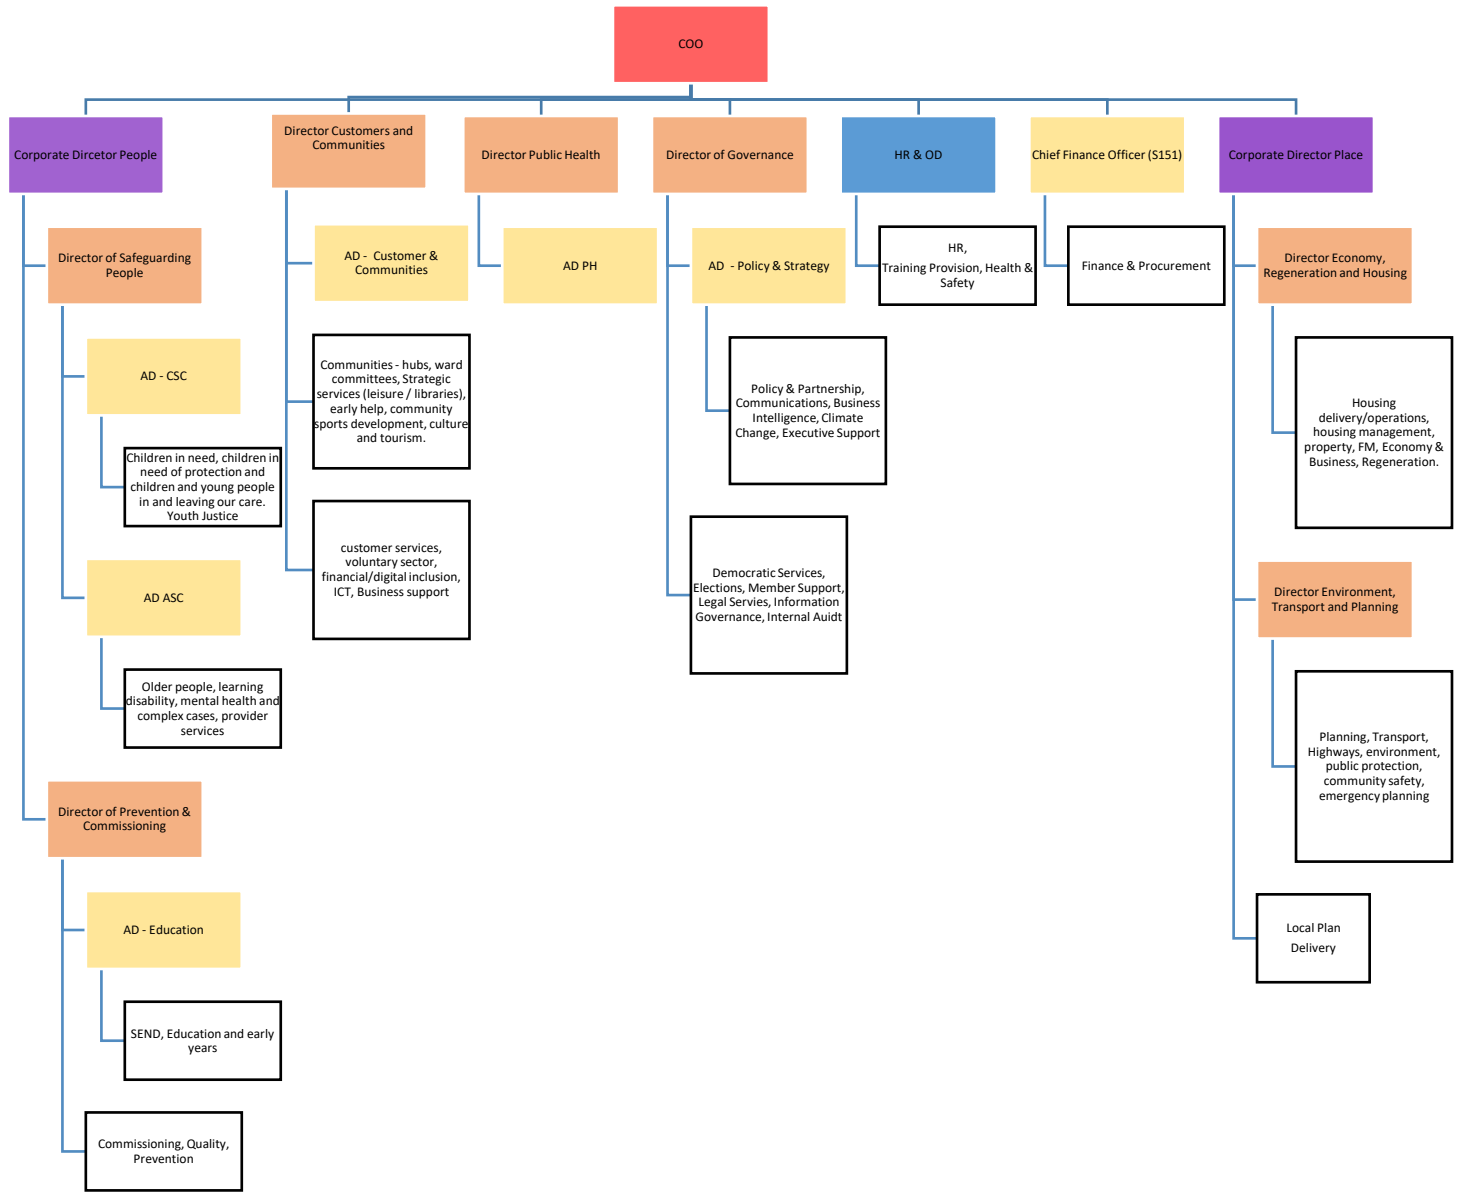 COO
Corporate Dircetor People
Director Customers and
Communities
Director Public Health
Director of Governance
HR & OD
Chief Finance Officer (S151)
Corporate Director Place
Director of Safeguarding
People
AD - CSC
Children in need, children in
need of protection and
children and young people
in and leaving our care.
Youth Justice
AD ASC
Older people, learning
disability, mental health and
complex cases, provider
services
Director of Prevention &
Commissioning
AD - Education
SEND, Education and early
years
Commissioning, Quality,
Prevention
AD - Customer &
Communities
Communities - hubs, ward
committees, Strategic
services (leisure / libraries),
early help, community
sports development, culture
and tourism.
customer services,
voluntary sector,
financial/digital inclusion,
ICT, Business support
AD PH
AD - Policy & Strategy
Policy & Partnership,
Communications, Business
Intelligence, Climate
Change, Executive Support
Democratic Services,
Elections, Member Support,
Legal Servies, Information
Governance, Internal Auidt
HR,
Training Provision, Health &
Safety
Finance & Procurement
Director Economy,
Regeneration and Housing
Housing
delivery/operations,
housing management,
property, FM, Economy &
Business, Regeneration.
Director Environment,
Transport and Planning
Planning, Transport,
Highways, environment,
public protection,
community safety,
emergency planning
Local Plan
Delivery